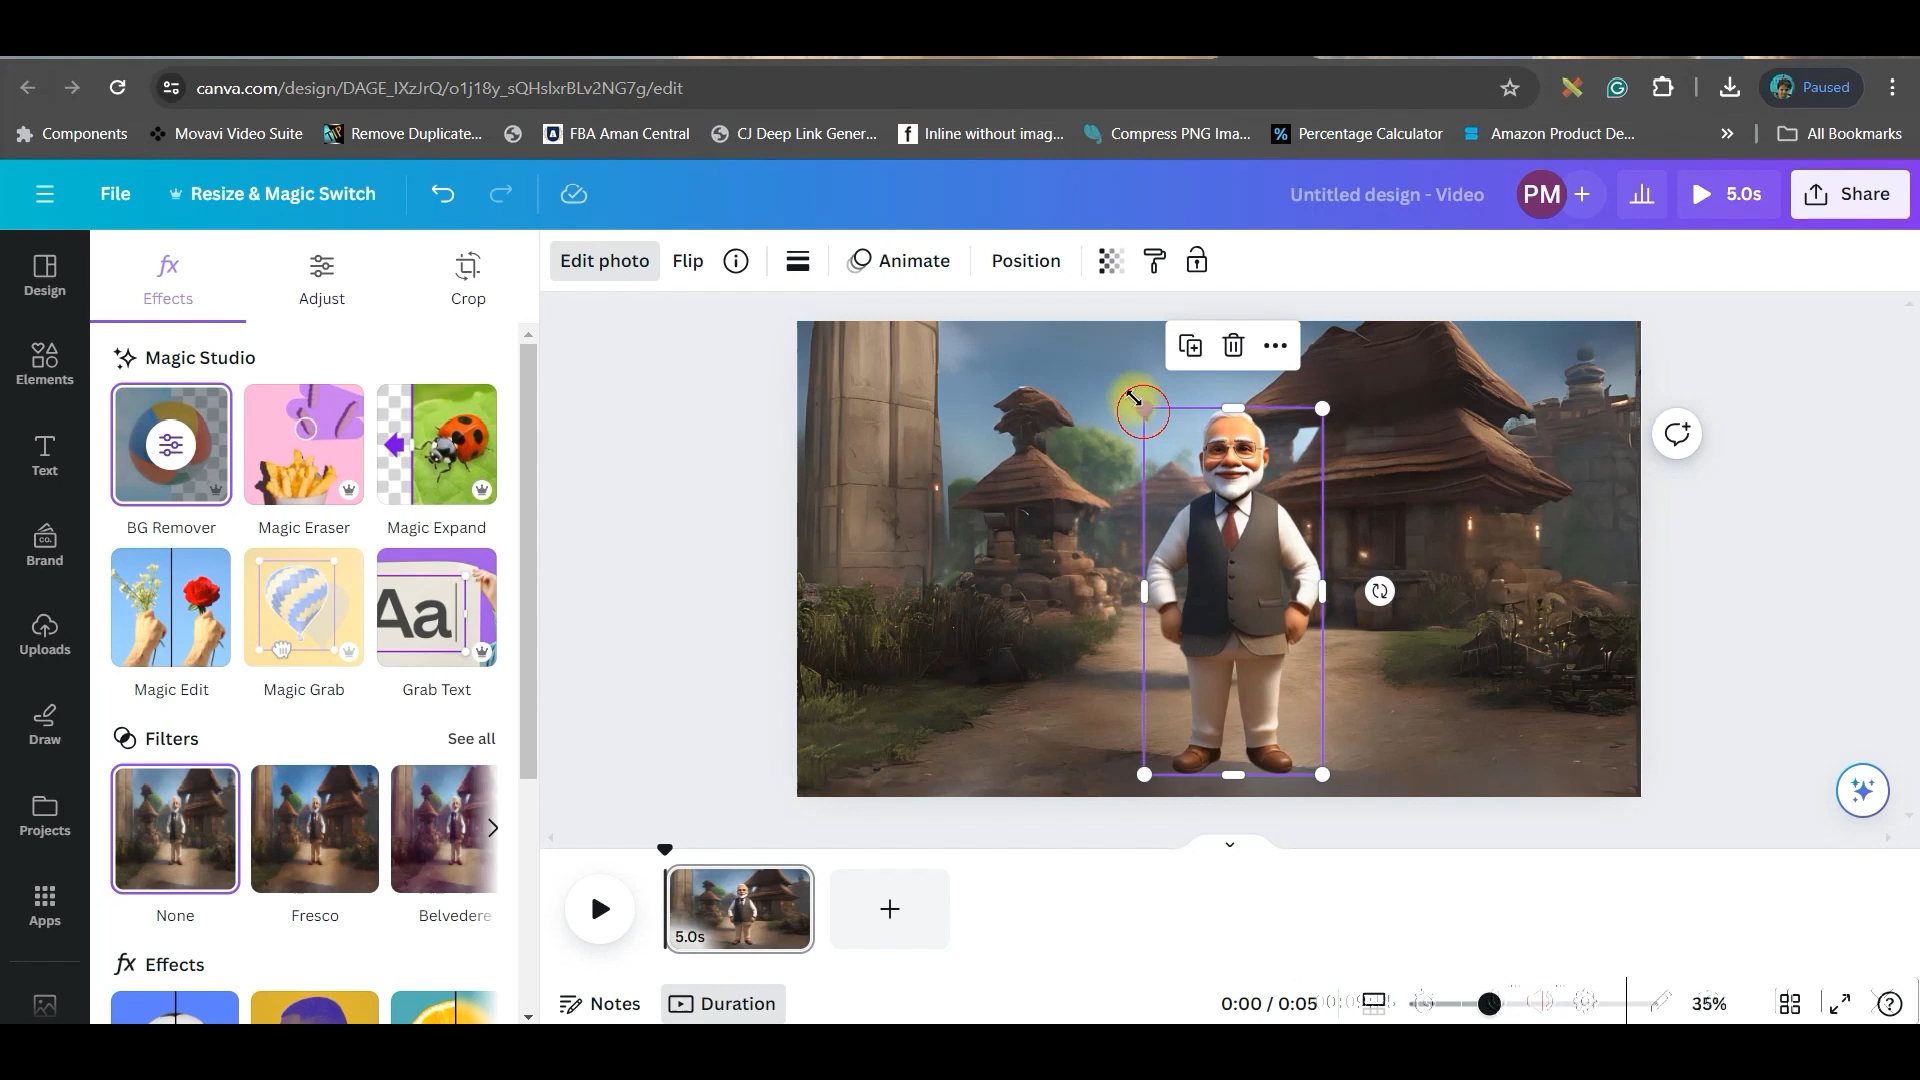 canva.com/design/DAGE_IXzJrQ/o1j18y_sQHslxrBLv2NG7g/edit
Paused
Components
Movavi Video Suite
Remove Duplicate...
FBA Aman Central
CJ Deep Link Gener...
Inline without imag...
Compress PNG Ima...
Percentage Calculator
Amazon Product De...
All Bookmarks
File
Resize & Magic Switch
Untitled design - Video
PM
5.0s
Share
Design
Elements
Text
Brand
Uploads
Draw
Projects
Apps
fx
Effects
Adjust
Crop
Edit photo
Flip
Animate
Position
Magic Studio
BG Remover
Magic Eraser
Magic Expand
Aa
Magic Edit
Magic Grab
Grab Text
Filters
See all
None
Fresco
Belvedere
fx Effects
5.0s
Notes
Duration
0:00 / 0:05
35%